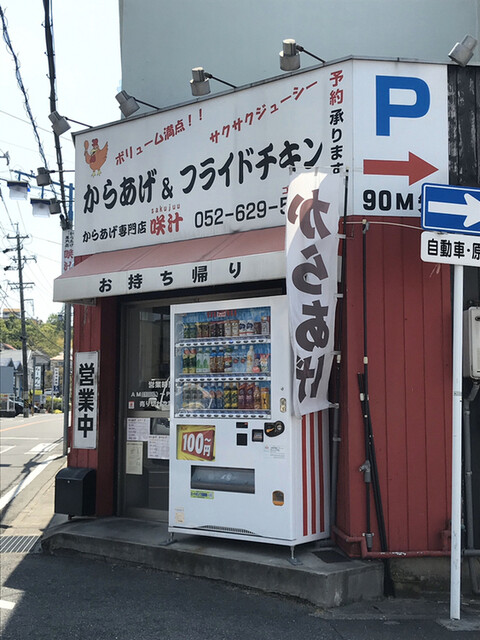 ボリューム満点!!
サクサクジューシー
予約承ります
からあげ&フライドチキン
からあげ専門店
sakujuu
咲汁
052-629-5
P
90M
お持ち帰り
からあげ
自動車・原
営業中
100円